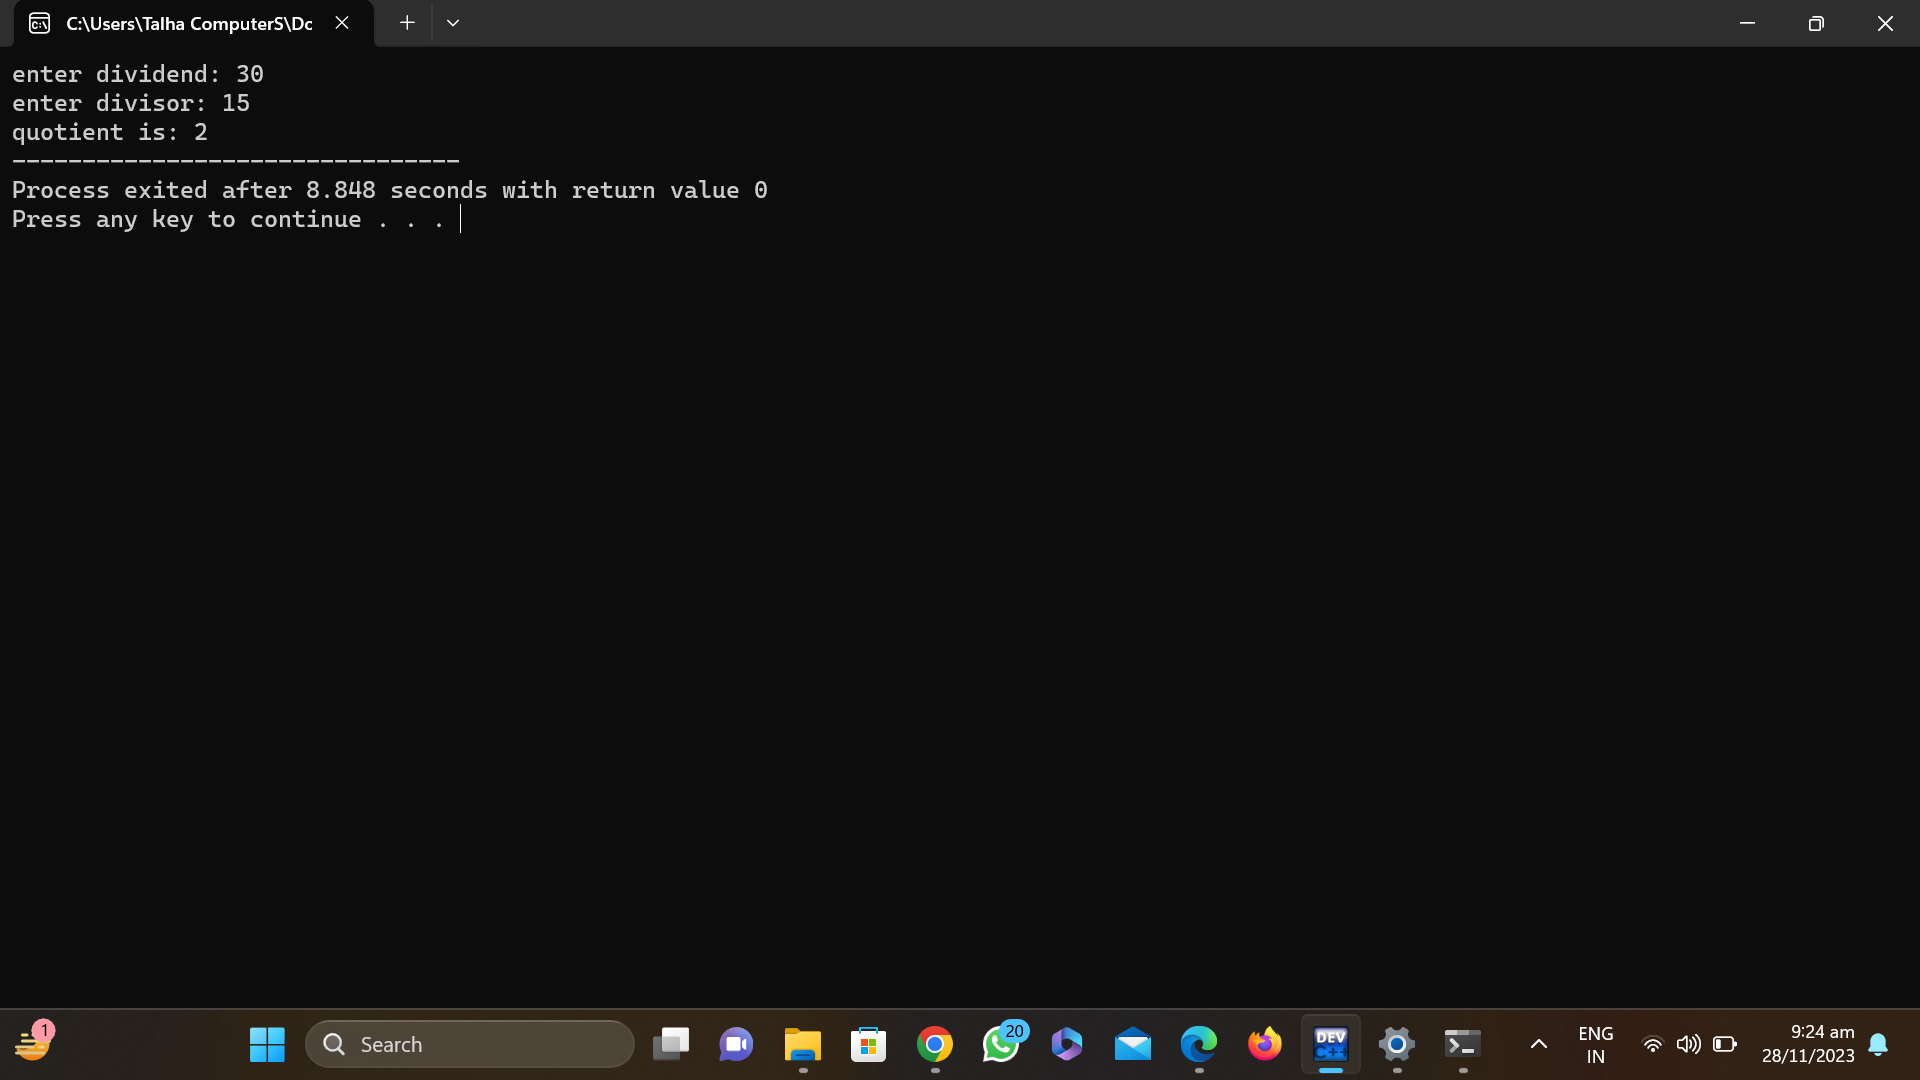 C:\Users\Talha ComputerS\Dc
enter dividend: 30
enter divisor: 15
quotient is: 2
--------------------------------
Process exited after 8.848 seconds with return value 0
Press any key to continue . . .
1
Search
20
DEV
C++
ENG
IN
9:24 am
28/11/2023